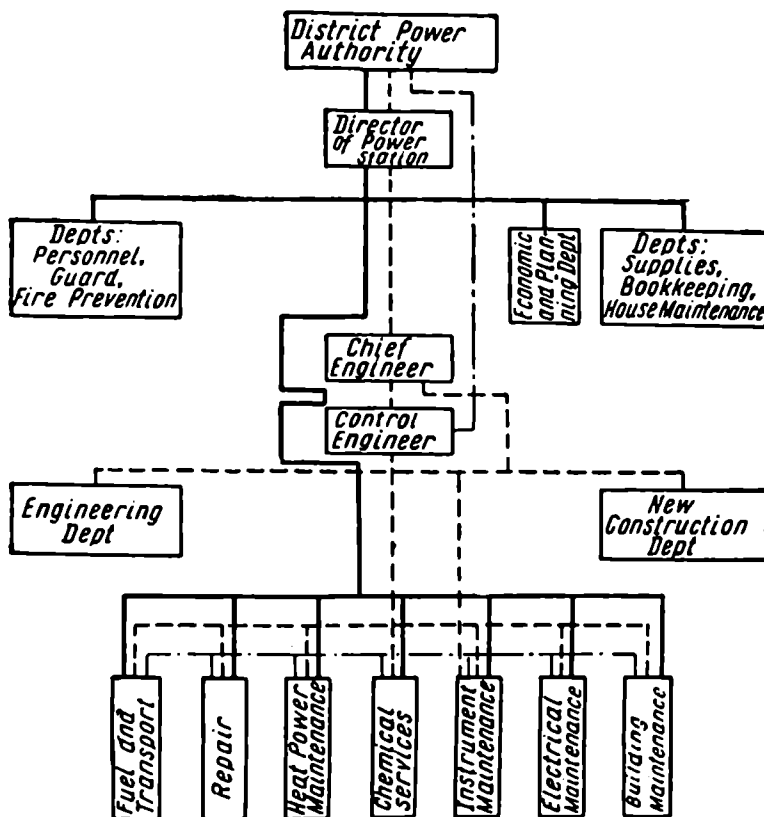 District Power
Authority
Director
of Power
station
Depts:
Personnel,
Guard,
Fire Prevention
Economic
and Plan-
ning Dept
Depts:
Supplies,
Bookkeeping,
House Maintenance
Chief
Engineer
Control
Engineer
Engineering
Dept
New
Construction
Dept
Fuel and
Transport
Repair
Heat Power
Maintenance
Chemical
services
Instrument
Maintenance
Electrical
Maintenance
Building
Maintenance